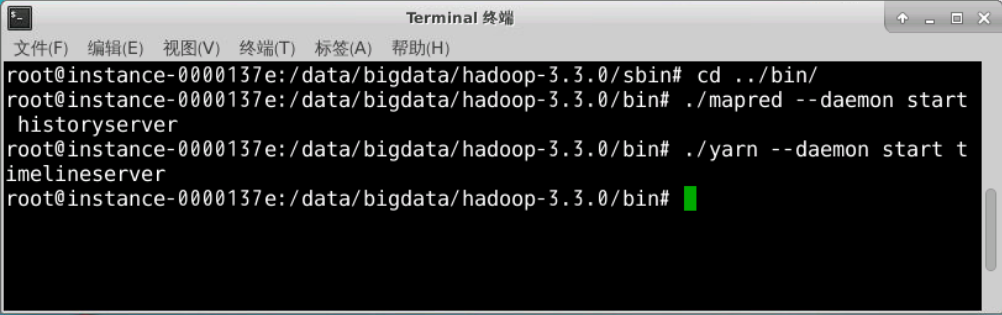 Terminal 终端
文件(F) 编辑(E) 视图(V) 终端(T) 标签(A) 帮助(H)
root@instance-0000137e:/data/bigdata/hadoop-3.3.0/sbin# cd ../bin/
root@instance-0000137e:/data/bigdata/hadoop-3.3.0/bin# ./mapred --daemon start
 historyserver
root@instance-0000137e:/data/bigdata/hadoop-3.3.0/bin# ./yarn --daemon start t
imelineserver
root@instance-0000137e:/data/bigdata/hadoop-3.3.0/bin#